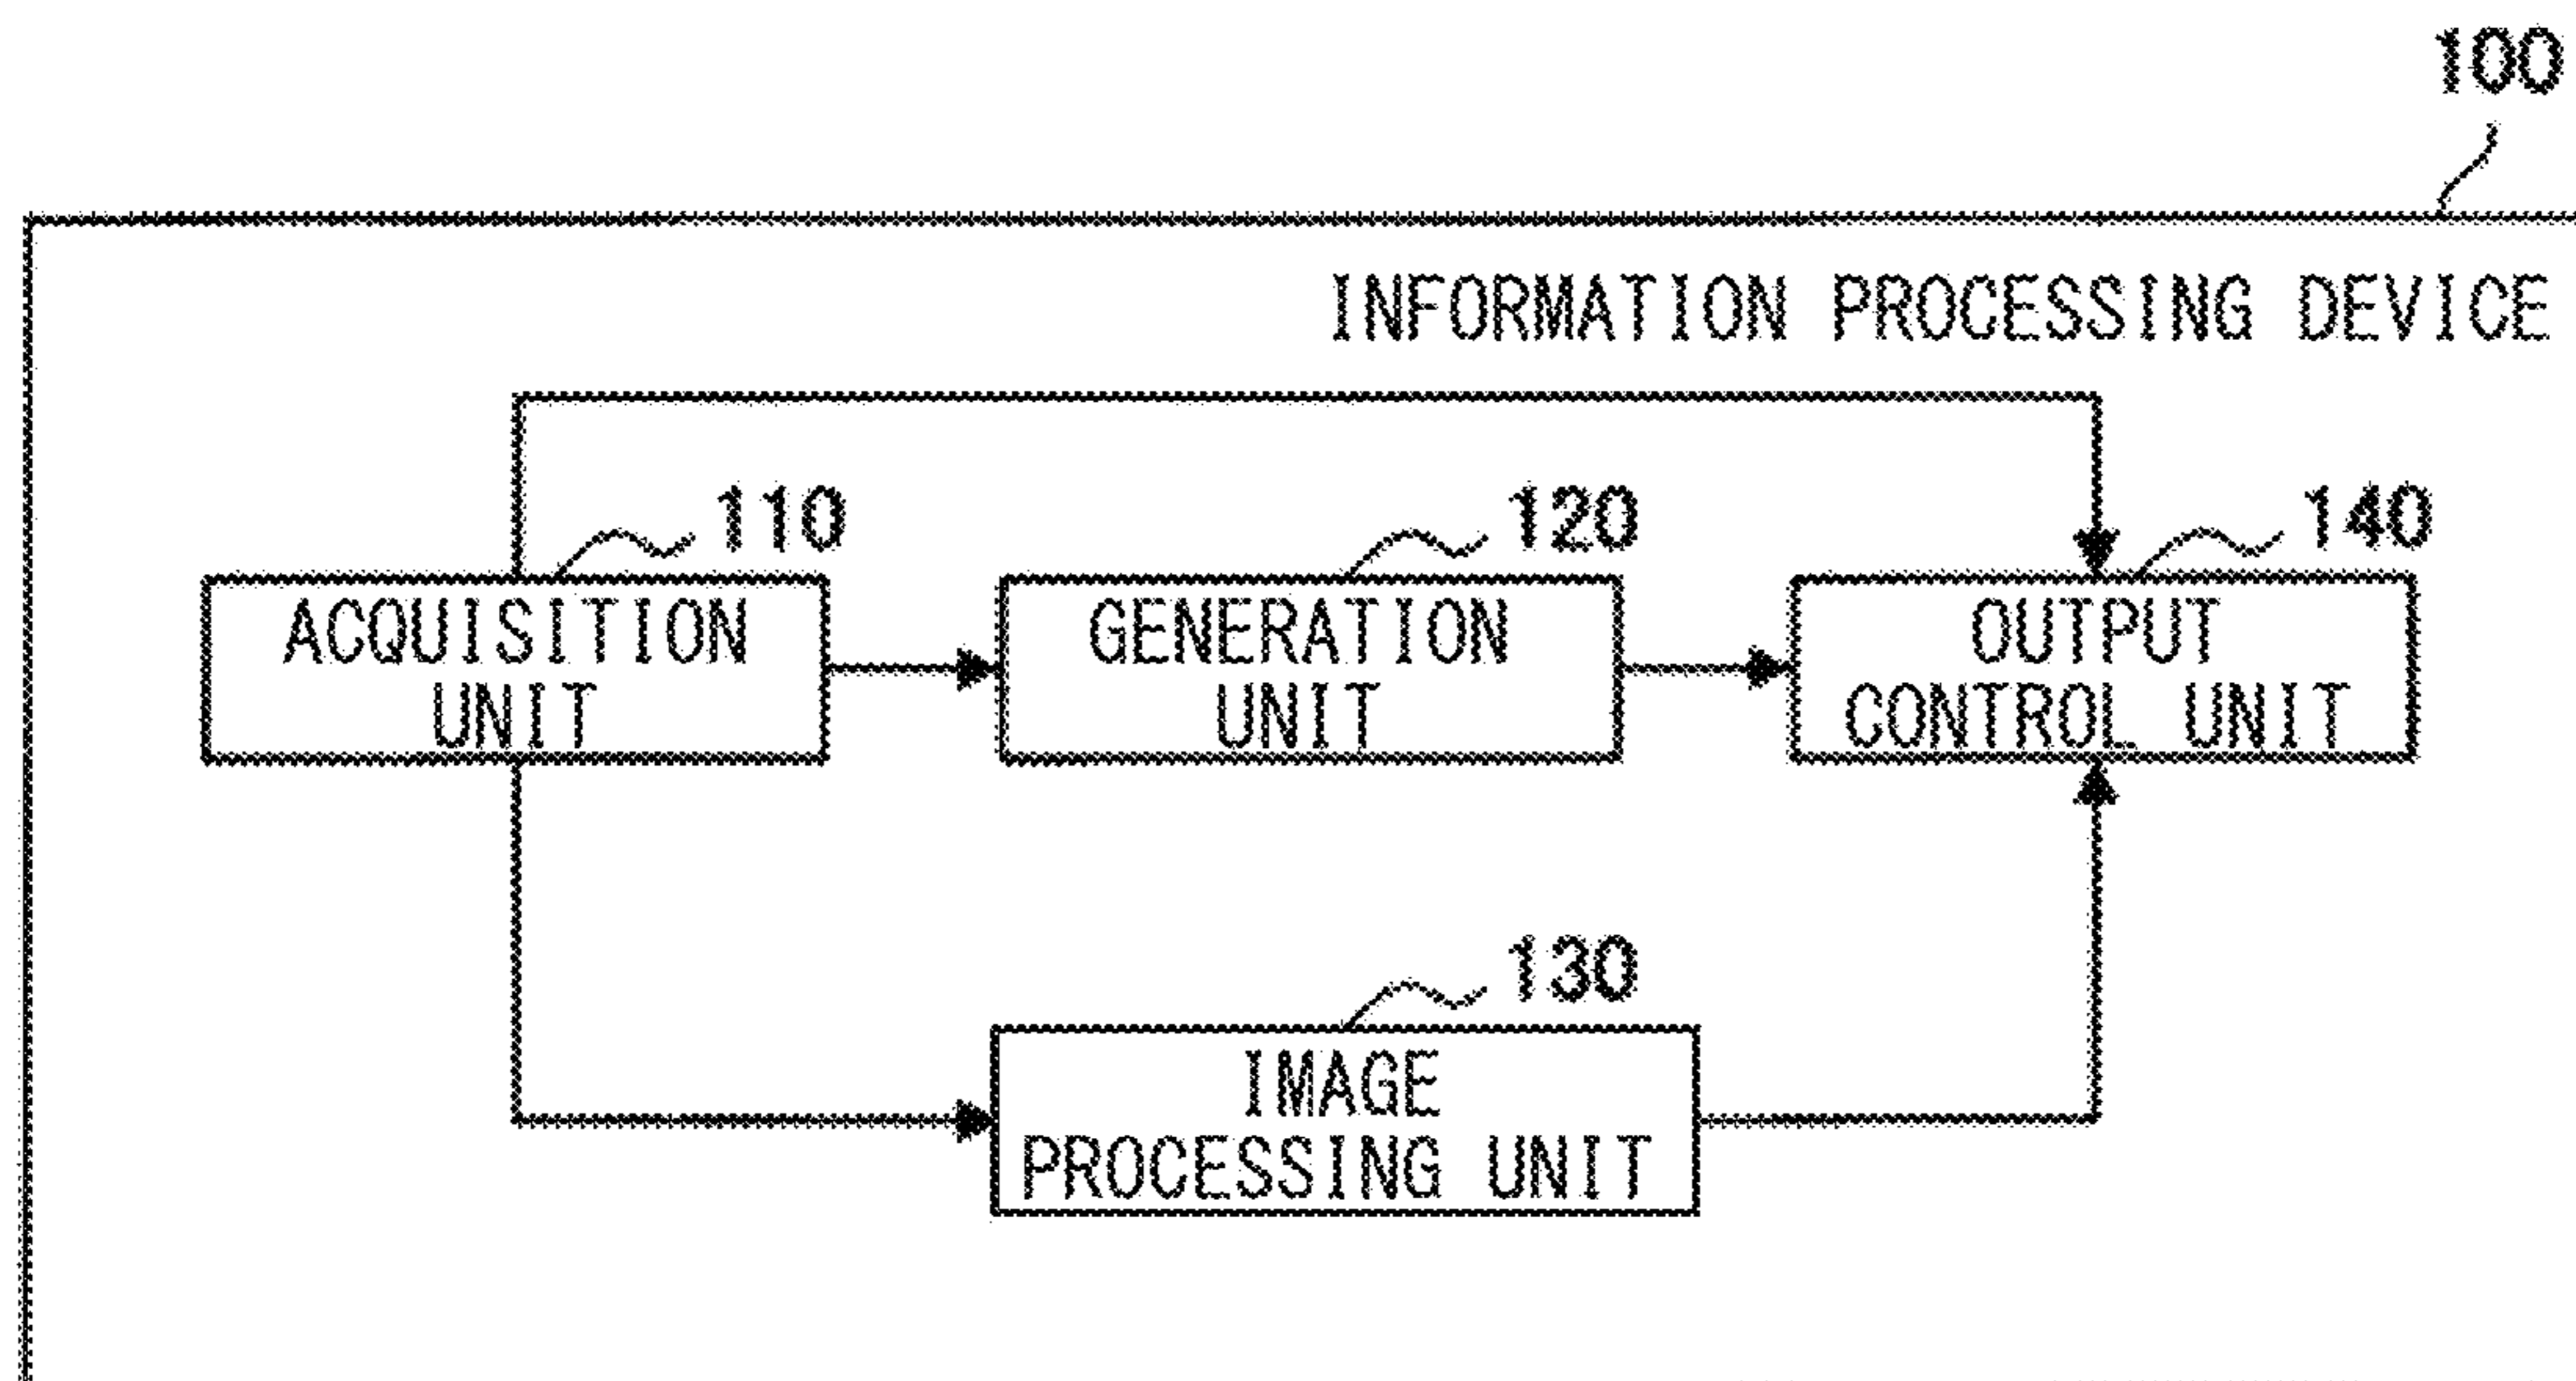 100
INFORMATION PROCESSING DEVICE
110
120
140
ACQUISITION
UNIT
GENERATION
UNIT
OUTPUT
CONTROL UNIT
130
IMAGE
PROCESSING UNIT